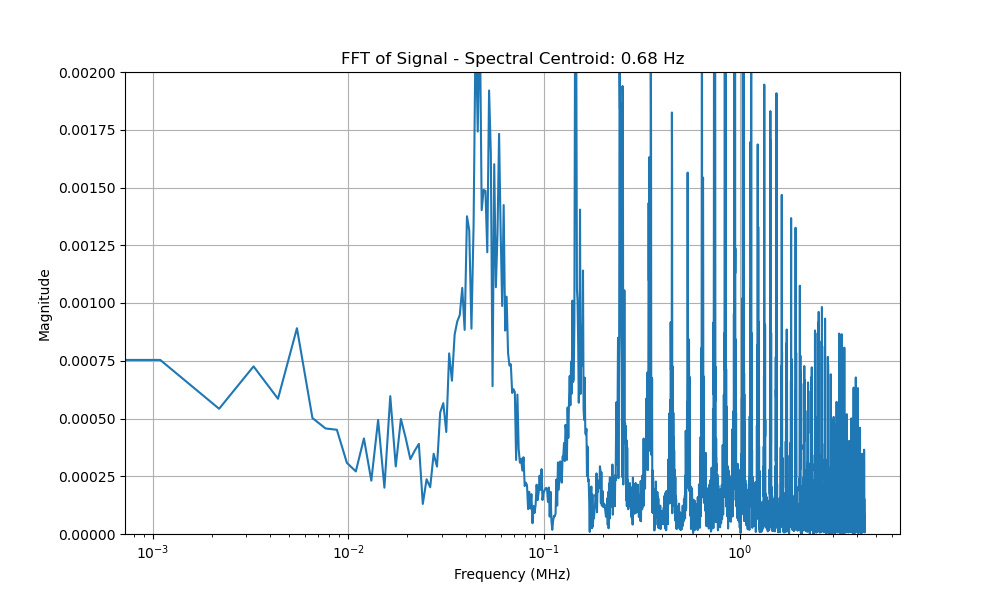 FFT of Signal - Spectral Centroid: 0.68 Hz
0.00200
0.00175
0.00150
0.00125
0.00100
0.00075
0.00050
0.00025
0.00000
Magnitude
10⁻³ 10⁻² 10⁻¹ 10⁰
Frequency (MHz)